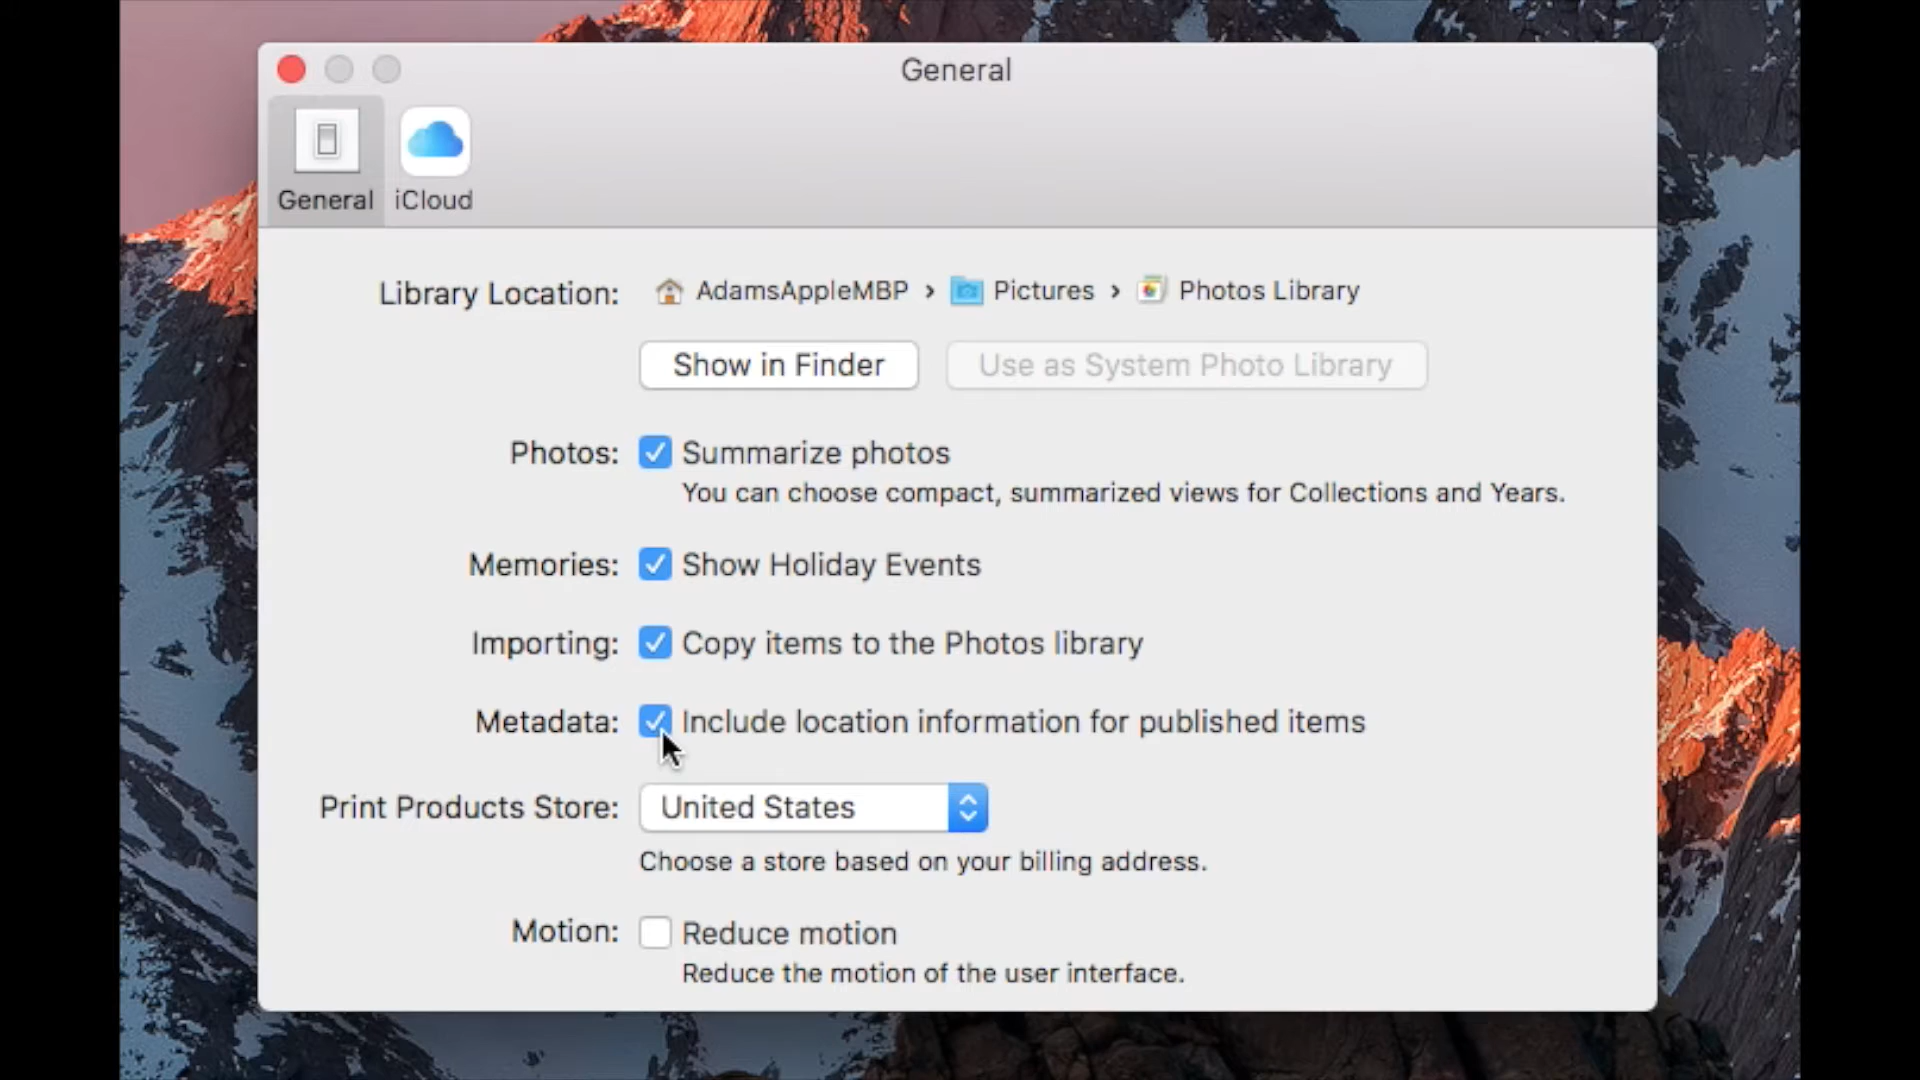 General
General
iCloud
Library Location: AdamsAppleMBP › Pictures › Photos Library
Show in Finder
Use as System Photo Library
Photos: Summarize photos
You can choose compact, summarized views for Collections and Years.
Memories: Show Holiday Events
Importing: Copy items to the Photos library
Metadata: Include location information for published items
Print Products Store: United States
Choose a store based on your billing address.
Motion: Reduce motion
Reduce the motion of the user interface.